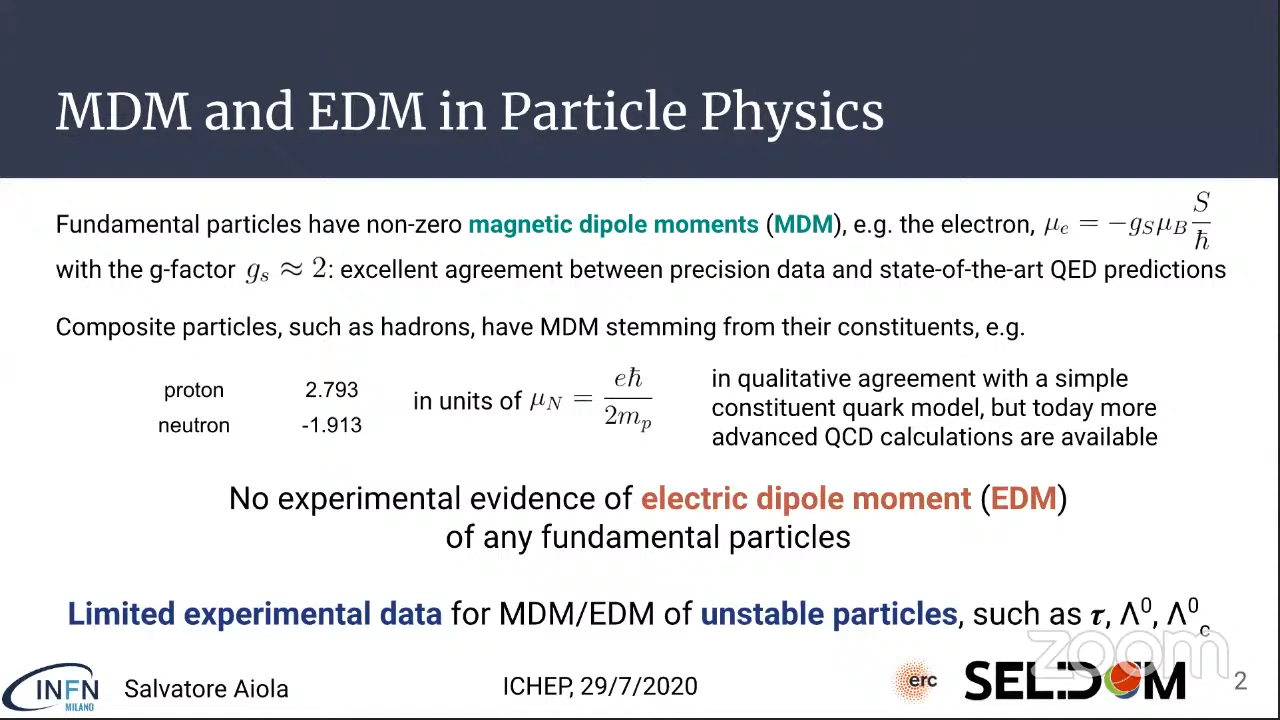 MDM and EDM in Particle Physics
Fundamental particles have non-zero magnetic dipole moments (MDM), e.g. the electron, μₑ = −g_S μ_B S/ħ
with the g-factor gₛ ≈ 2: excellent agreement between precision data and state-of-the-art QED predictions
Composite particles, such as hadrons, have MDM stemming from their constituents, e.g.
proton 2.793
neutron -1.913
in units of μ_N = eħ/2m_p
in qualitative agreement with a simple
constituent quark model, but today more
advanced QCD calculations are available
No experimental evidence of electric dipole moment (EDM)
of any fundamental particles
Limited experimental data for MDM/EDM of unstable particles, such as τ, Λ⁰, Λ⁰_c
zoom
INFN
MILANO
Salvatore Aiola
ICHEP, 29/7/2020
erc
SEL:DOM
2